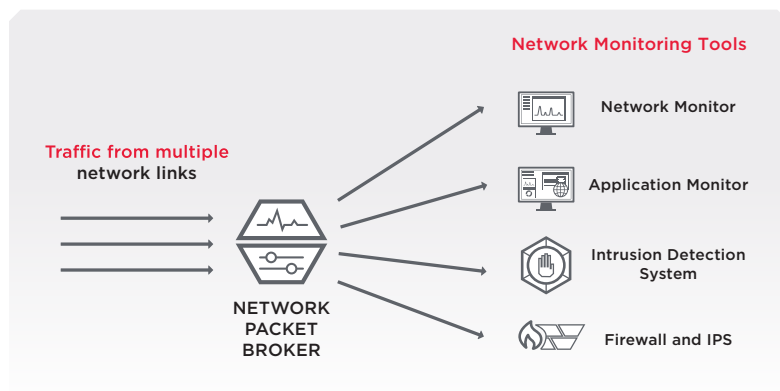 Network Monitoring Tools
Traffic from multiple
network links
NETWORK
PACKET
BROKER
Network Monitor
Application Monitor
Intrusion Detection
System
Firewall and IPS